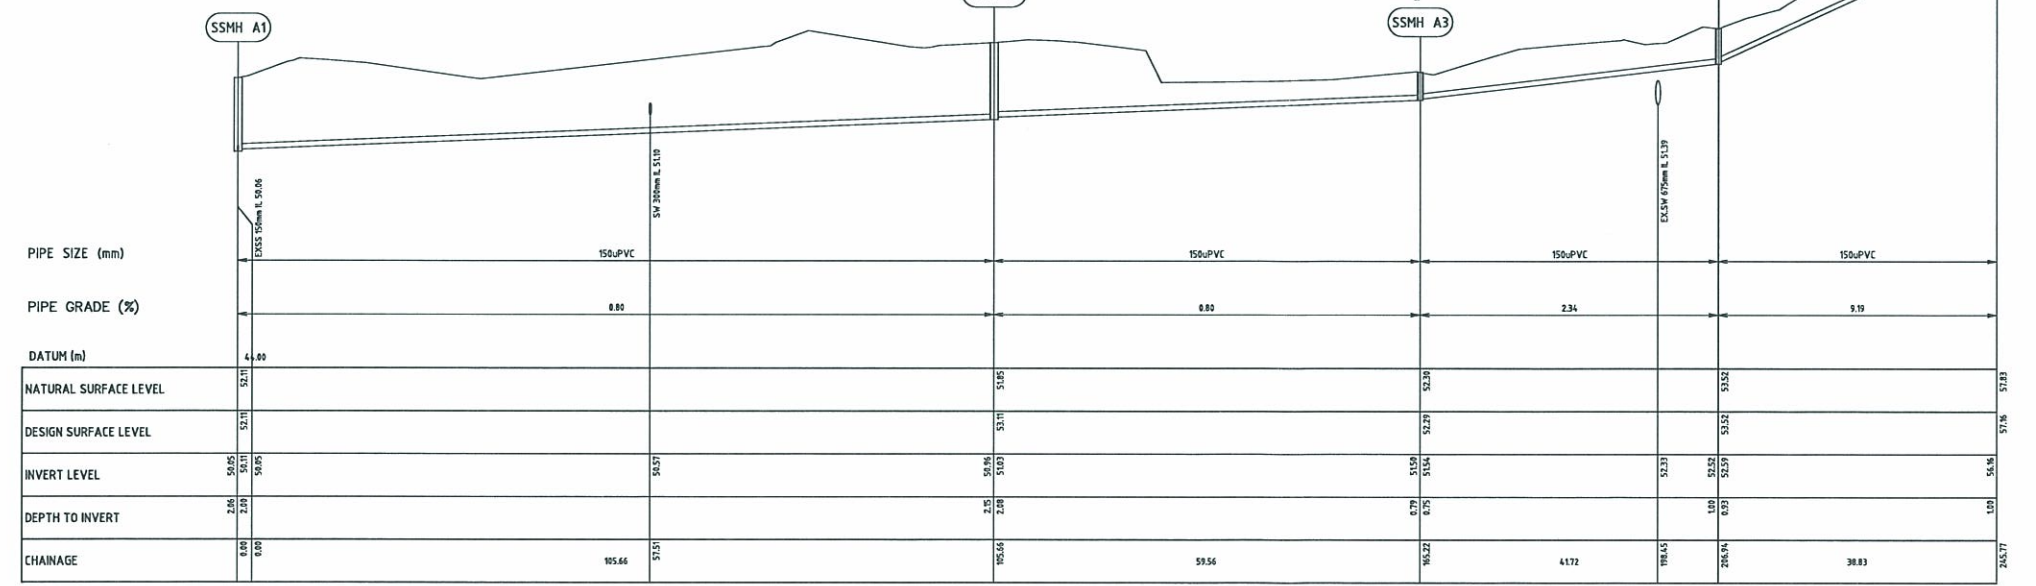 SSMH A1
SSMH A3
EXSS 150mm IL 50.06
SW 300mm IL 51.10
EX.SW 675mm IL 51.39
PIPE SIZE (mm) 150uPVC 150uPVC 150uPVC 150uPVC
PIPE GRADE (%) 0.80 0.80 2.34 9.19
DATUM (m) 44.00
NATURAL SURFACE LEVEL 52.11 51.85 52.30 53.52 57.83
DESIGN SURFACE LEVEL 52.11 53.11 52.29 53.52 57.16
INVERT LEVEL 50.05 50.11 50.05 50.57 50.96 51.03 51.50 51.54 52.33 52.52 52.59 56.16
DEPTH TO INVERT 2.06 2.00 2.15 2.08 0.79 0.75 1.00 0.93 1.00
CHAINAGE 0.00 0.00 105.66 57.51 105.66 59.56 165.22 41.72 198.45 206.94 38.83 245.77